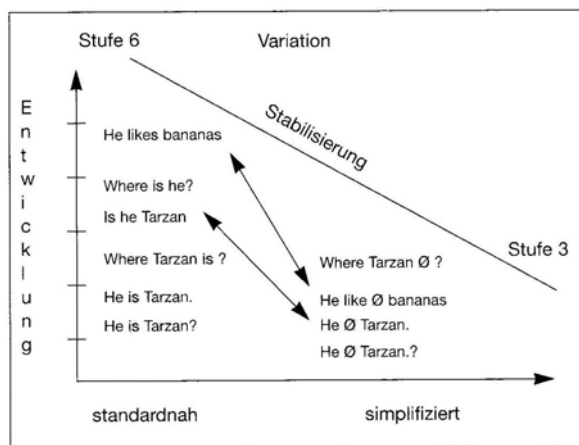 Stufe 6
Variation
Entwicklung
Stabilisierung
He likes bananas
Where is he?
Is he Tarzan
Where Tarzan is ?
He is Tarzan.
He is Tarzan?
Stufe 3
Where Tarzan Ø ?
He like Ø bananas
He Ø Tarzan.
He Ø Tarzan.?
standardnah
simplifiziert